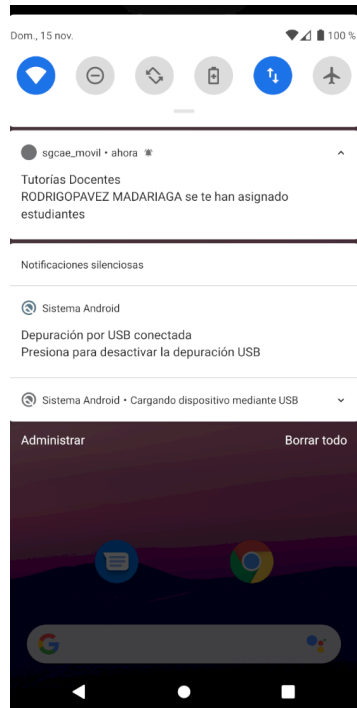 Dom., 15 nov.
100 %
sgcae_movil • ahora
Tutorías Docentes
RODRIGOPAVEZ MADARIAGA se te han asignado
estudiantes
Notificaciones silenciosas
Sistema Android
Depuración por USB conectada
Presiona para desactivar la depuración USB
Sistema Android • Cargando dispositivo mediante USB
Administrar
Borrar todo